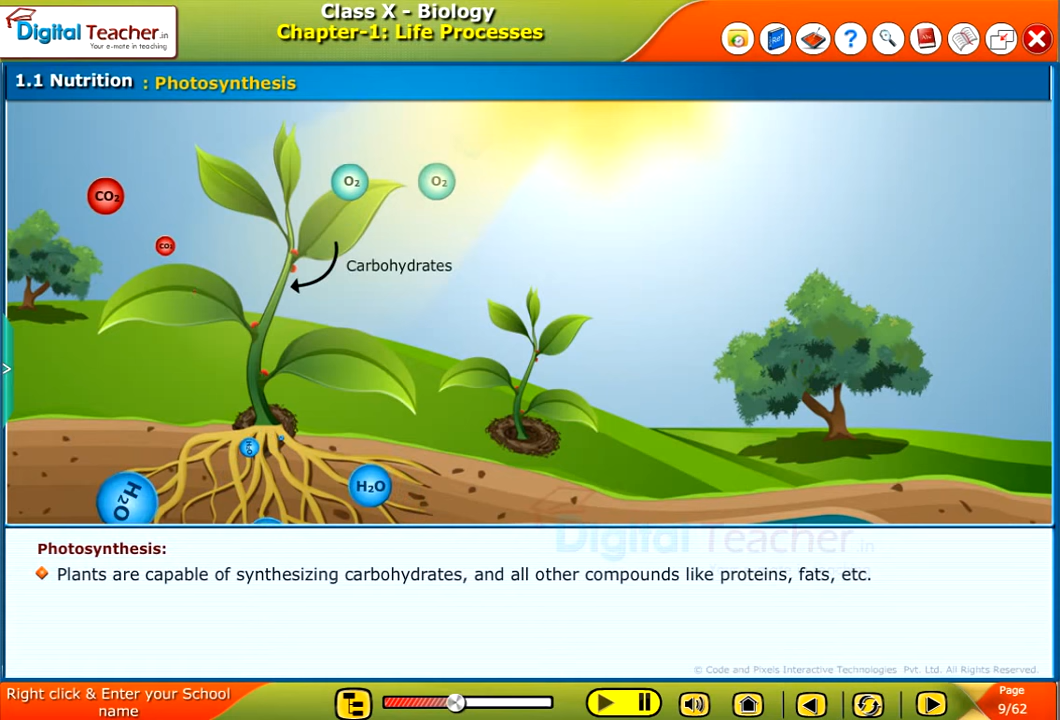 Digital Teacher.in
Your e-mate in teaching
Class X - Biology
Chapter-1: Life Processes
Ref
?
1.1 Nutrition : Photosynthesis
CO₂
O₂
O₂
CO₂
Carbohydrates
>
H₂O
H₂O
H₂O
Digital Teacher.in
Photosynthesis:
Plants are capable of synthesizing carbohydrates, and all other compounds like proteins, fats, etc.
© Code and Pixels Interactive Technologies Pvt. Ltd. All Rights Reserved.
Right click & Enter your School
name
Page
9/62